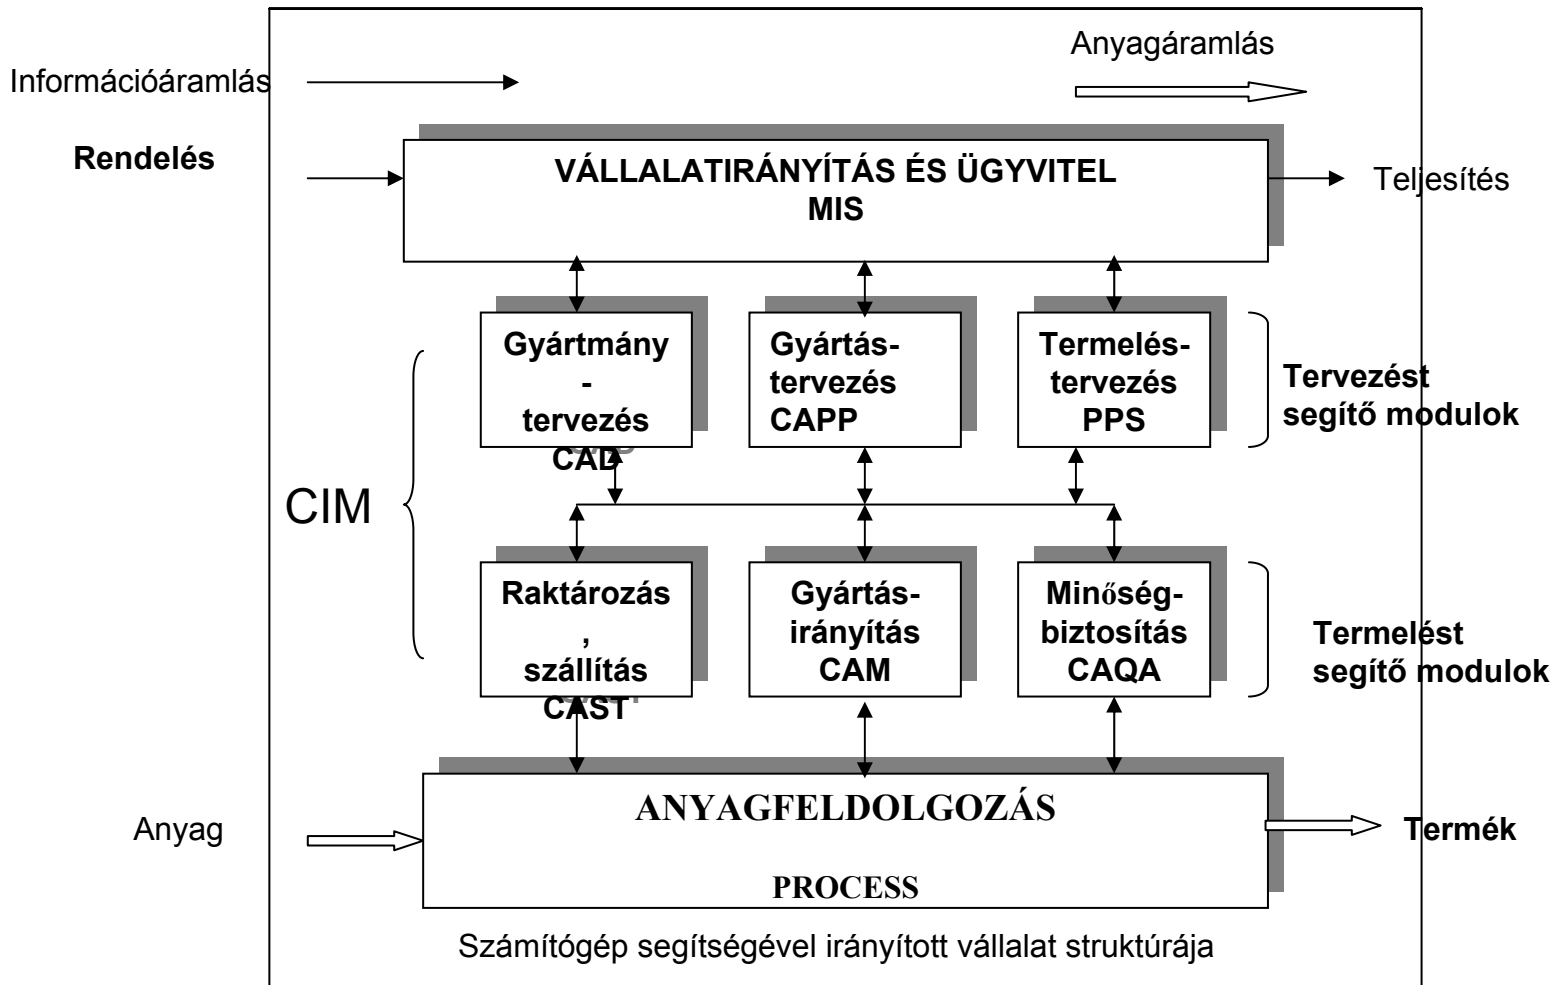 Anyagáramlás
Információáramlás
Rendelés
VÁLLALATIRÁNYÍTÁS ÉS ÜGYVITEL
MIS
Teljesítés
Gyártmány
-
tervezés
CAD
Gyártás-
tervezés
CAPP
Termelés-
tervezés
PPS
Tervezést
segítő modulok
CIM
Raktározás
,
szállítás
CAST
Gyártás-
irányítás
CAM
Minőség-
biztosítás
CAQA
Termelést
segítő modulok
Anyag
ANYAGFELDOLGOZÁS
PROCESS
Termék
Számítógép segítségével irányított vállalat struktúrája